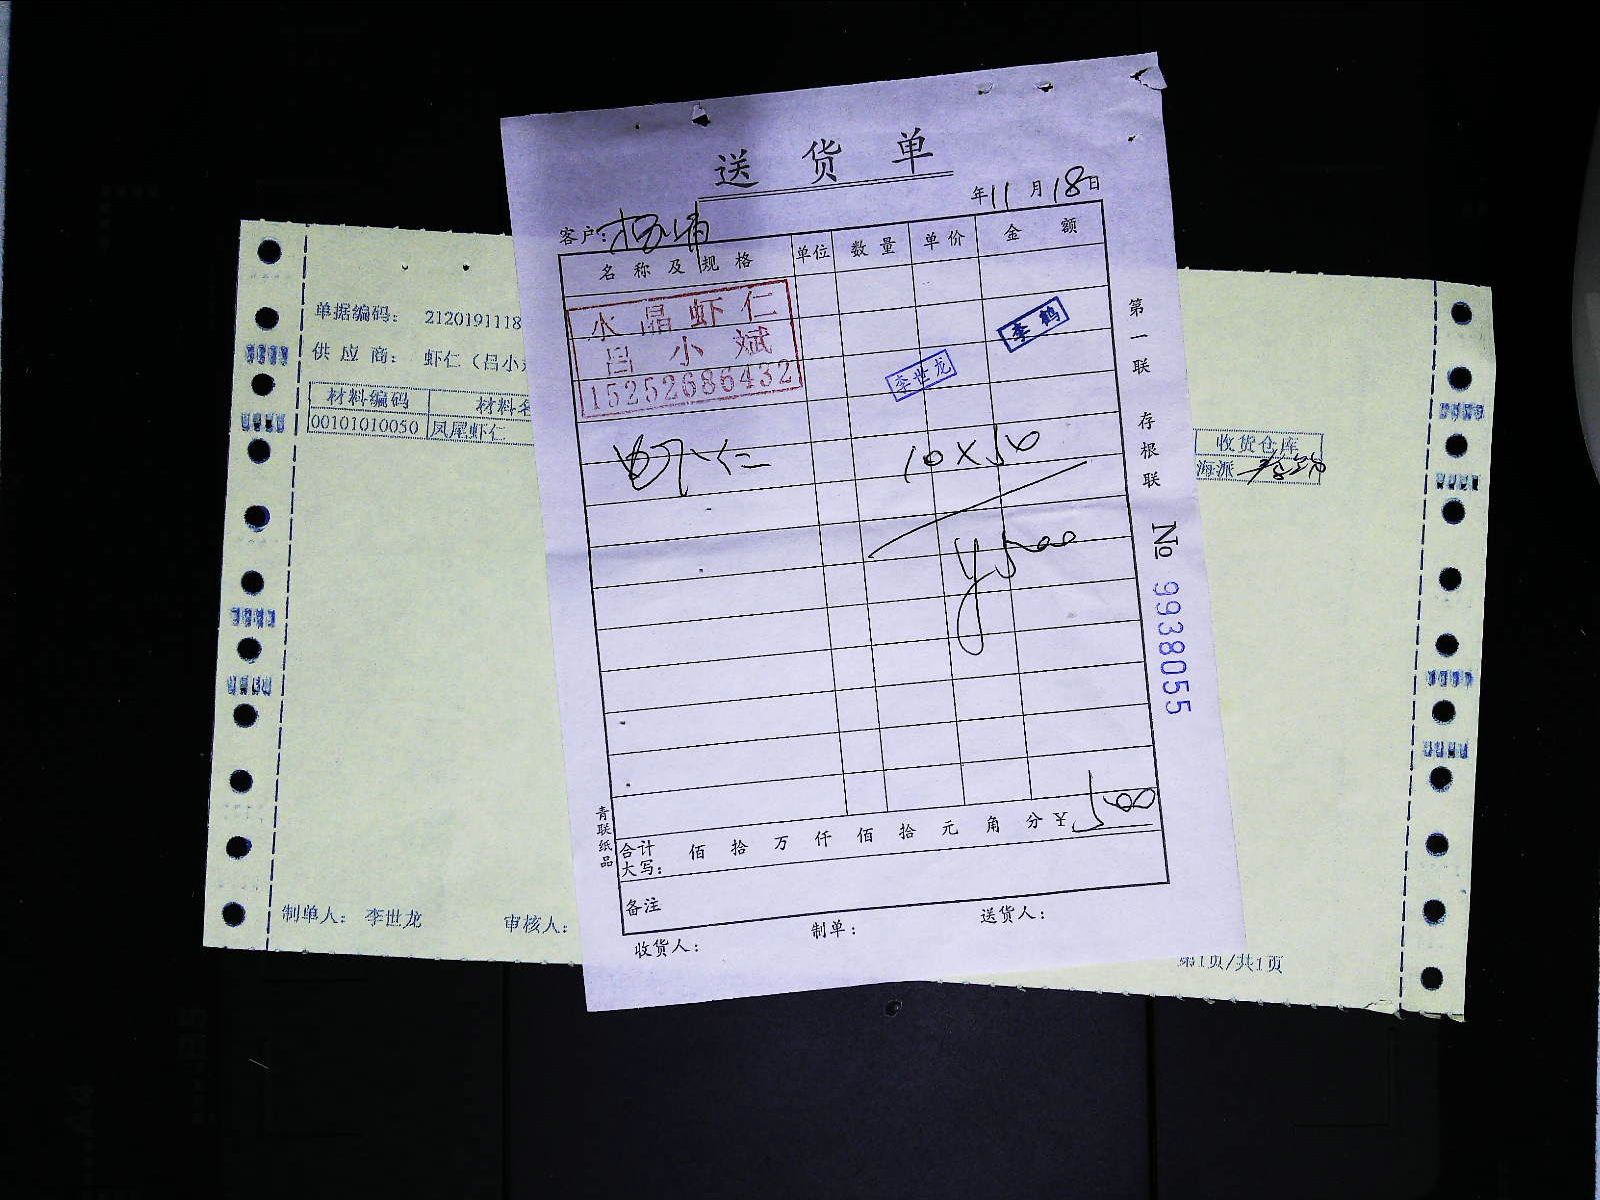 送货单
年11月18日
客户：杨浦
名称及规格 单位 数量 单价 金额
水晶虾仁
吕小斌
15252686432
李鹤
李世龙
虾仁 10×50
¥500
合计
大写： 佰 拾 万 仟 佰 拾 元 角 分 ¥ 500
备注
收货人： 制单： 送货人：
青联纸品
第一联 存根联
№ 9938055
单据编码： 2120191118
供应商： 虾仁（吕小
材料编码 材料名
00101010050 凤尾虾仁
收货仓库
海派
制单人： 李世龙 审核人：
第1页/共1页